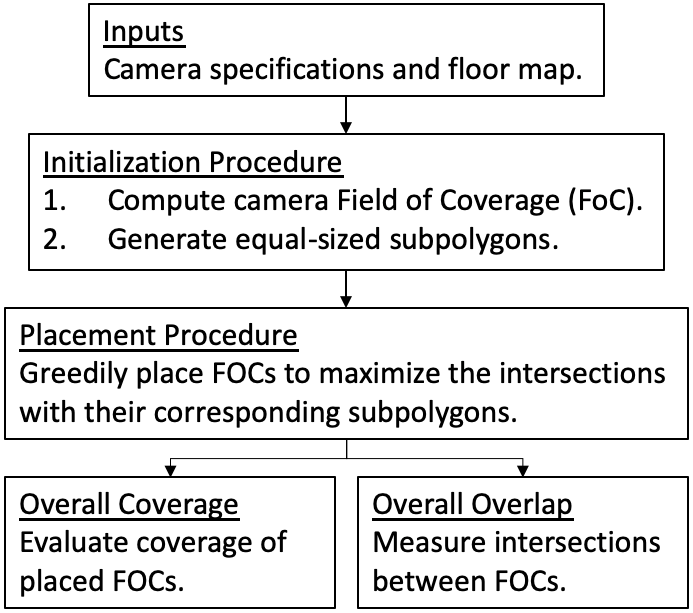 Inputs
Camera specifications and floor map.
Initialization Procedure
1. Compute camera Field of Coverage (FoC).
2. Generate equal-sized subpolygons.
Placement Procedure
Greedily place FOCs to maximize the intersections
with their corresponding subpolygons.
Overall Coverage
Evaluate coverage of
placed FOCs.
Overall Overlap
Measure intersections
between FOCs.